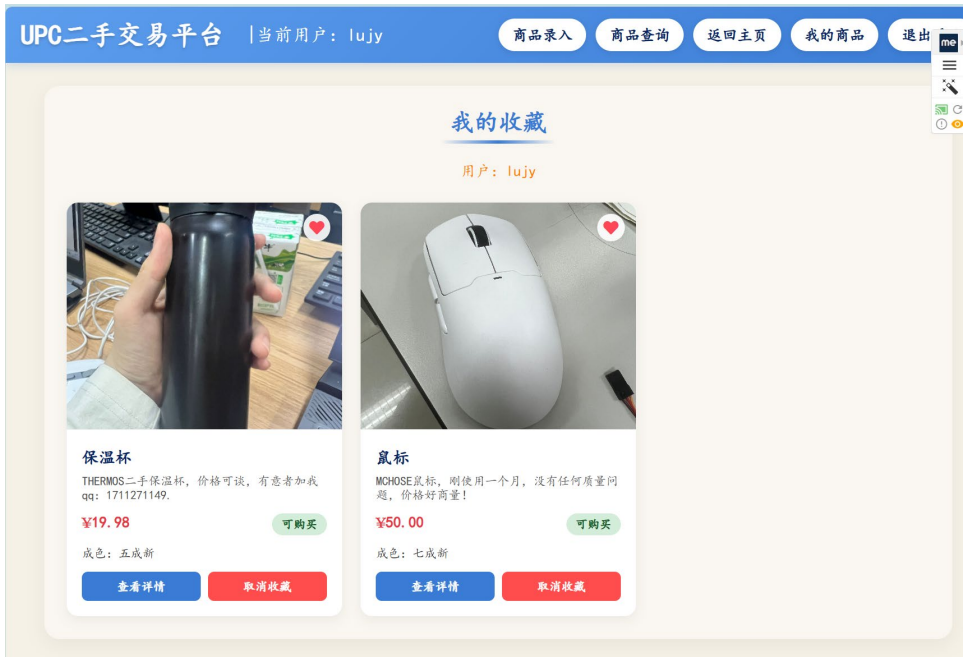 UPC二手交易平台 |当前用户: lujy
商品录入 商品查询 返回主页 我的商品 退出
me
我的收藏
用户: lujy
保温杯
THERMOS二手保温杯, 价格可谈, 有意者加我
qq: 1711271149.
¥19.98 可购买
成色: 五成新
查看详情 取消收藏
鼠标
MCHOSE鼠标, 刚使用一个月, 没有任何质量问
题, 价格好商量!
¥50.00 可购买
成色: 七成新
查看详情 取消收藏